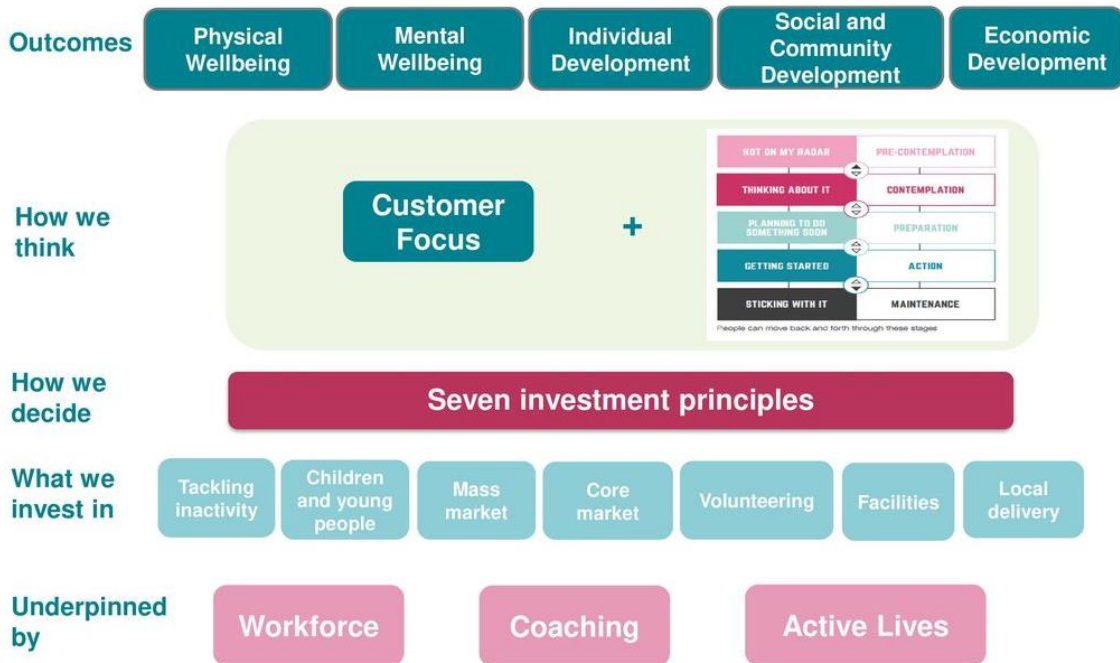 Outcomes
Physical
Wellbeing
Mental
Wellbeing
Individual
Development
Social and
Community
Development
Economic
Development
How we
think
Customer
Focus
+
NOT ON MY RADAR
PRE-CONTEMPLATION
THINKING ABOUT IT
CONTEMPLATION
PLANNING TO DO
SOMETHING SOON
PREPARATION
GETTING STARTED
ACTION
STICKING WITH IT
MAINTENANCE
People can move back and forth through these stages
How we
decide
Seven investment principles
What we
invest in
Tackling
inactivity
Children
and young
people
Mass
market
Core
market
Volunteering
Facilities
Local
delivery
Underpinned
by
Workforce
Coaching
Active Lives